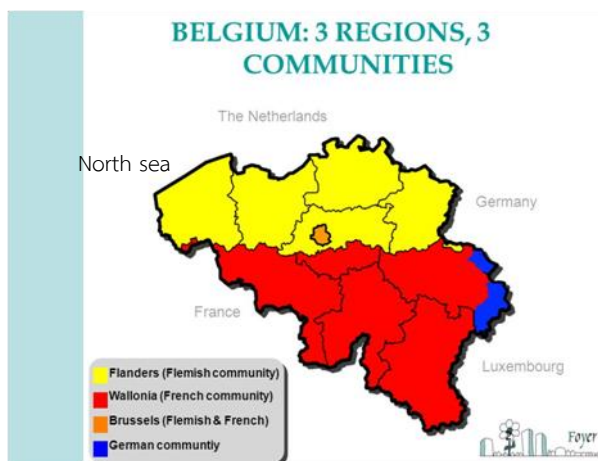 BELGIUM: 3 REGIONS, 3
COMMUNITIES
The Netherlands
North sea
Germany
France
Luxembourg
Flanders (Flemish community)
Wallonia (French community)
Brussels (Flemish & French)
German communtiy
Foyer